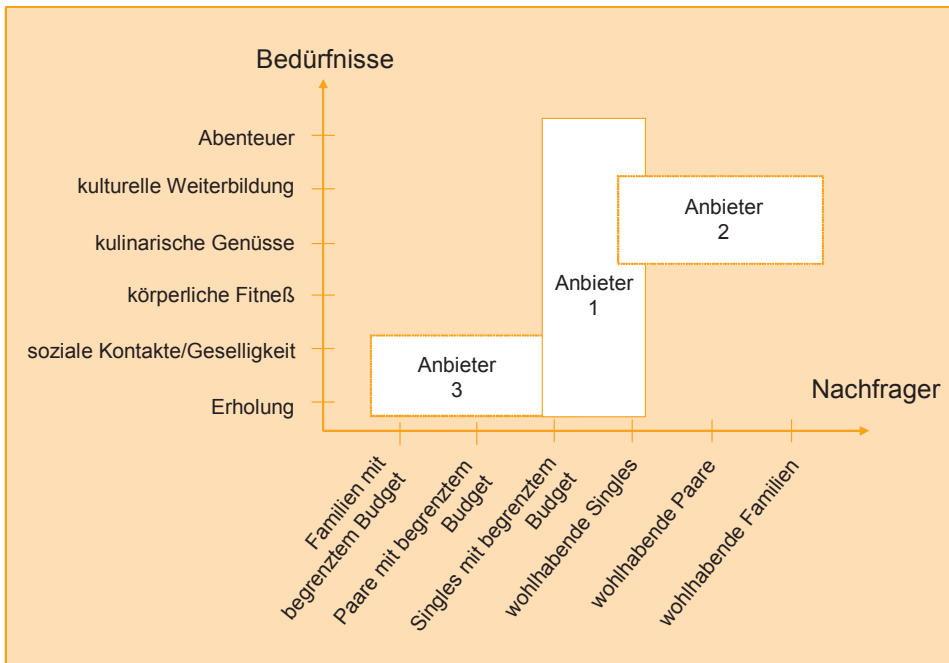 Bedürfnisse
Abenteuer
kulturelle Weiterbildung
kulinarische Genüsse
körperliche Fitneß
soziale Kontakte/Geselligkeit
Erholung
Anbieter
1
Anbieter
2
Anbieter
3
Nachfrager
Familien mit
begrenztem Budget
Paare mit begrenztem
Budget
Singles mit begrenztem
Budget
wohlhabende Singles
wohlhabende Paare
wohlhabende Familien